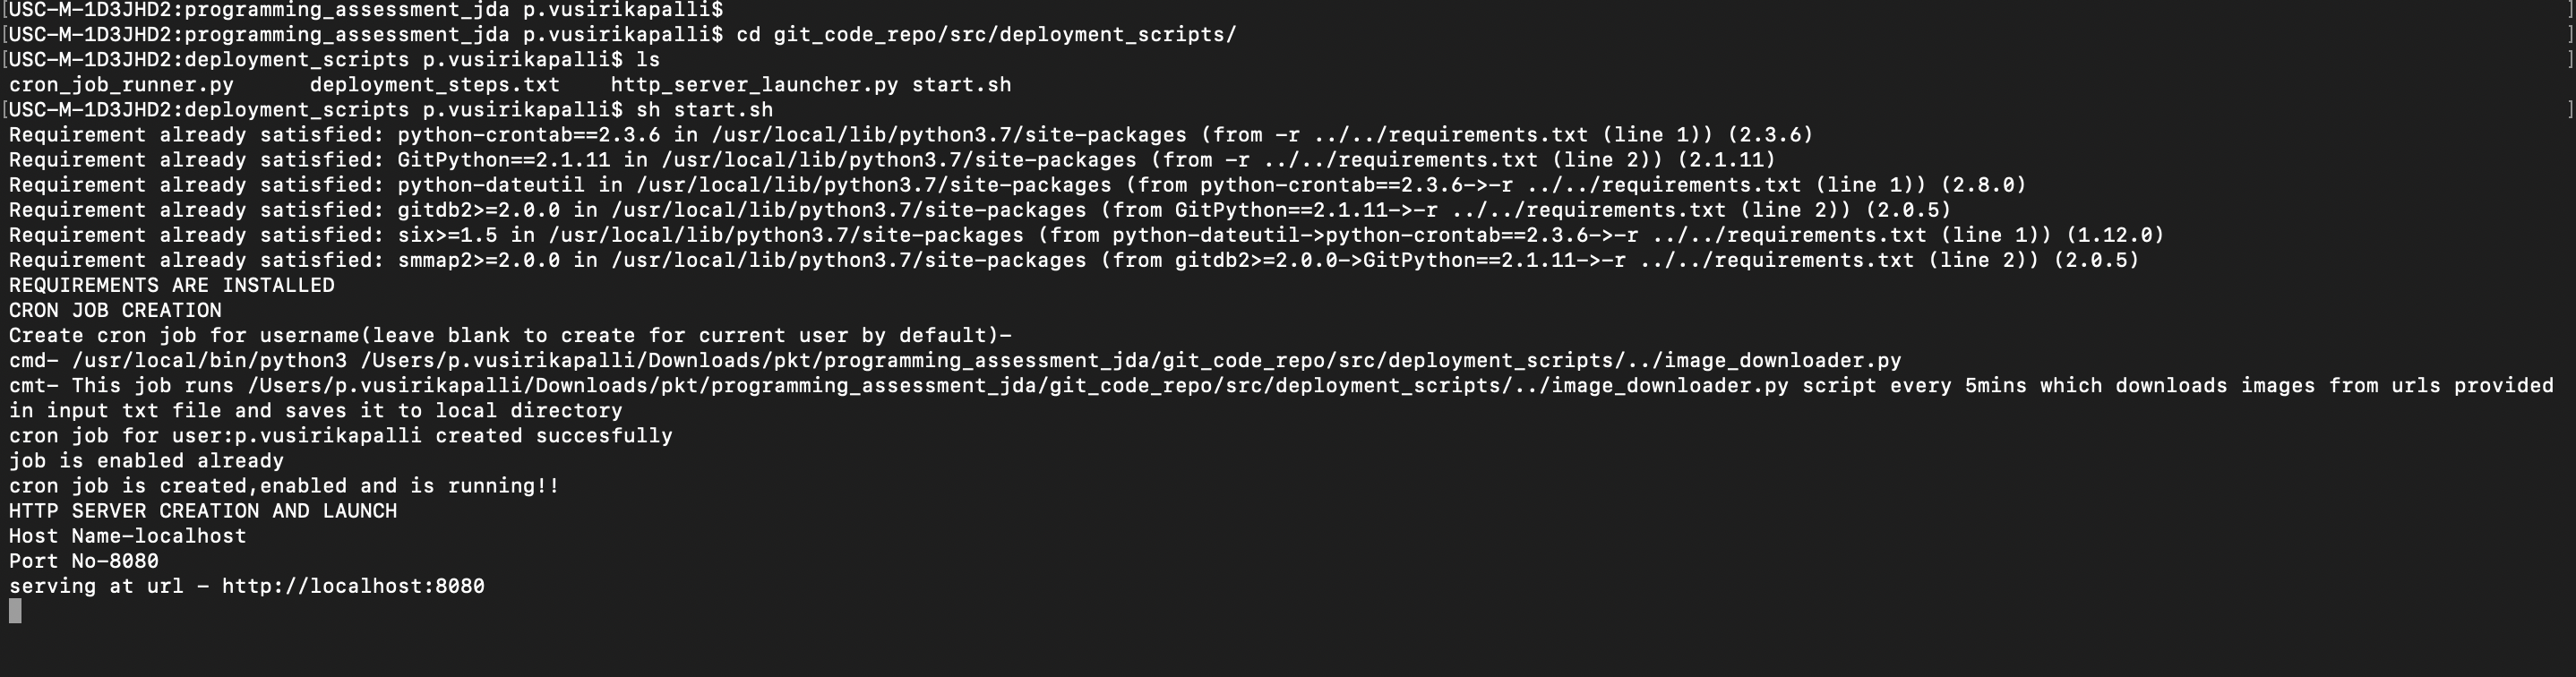 [USC-M-1D3JHD2:programming_assessment_jda p.vusirikapalli$ ]
[USC-M-1D3JHD2:programming_assessment_jda p.vusirikapalli$ cd git_code_repo/src/deployment_scripts/ ]
[USC-M-1D3JHD2:deployment_scripts p.vusirikapalli$ ls ]
cron_job_runner.py      deployment_steps.txt    http_server_launcher.py start.sh
[USC-M-1D3JHD2:deployment_scripts p.vusirikapalli$ sh start.sh ]
Requirement already satisfied: python-crontab==2.3.6 in /usr/local/lib/python3.7/site-packages (from -r ../../requirements.txt (line 1)) (2.3.6)
Requirement already satisfied: GitPython==2.1.11 in /usr/local/lib/python3.7/site-packages (from -r ../../requirements.txt (line 2)) (2.1.11)
Requirement already satisfied: python-dateutil in /usr/local/lib/python3.7/site-packages (from python-crontab==2.3.6->-r ../../requirements.txt (line 1)) (2.8.0)
Requirement already satisfied: gitdb2>=2.0.0 in /usr/local/lib/python3.7/site-packages (from GitPython==2.1.11->-r ../../requirements.txt (line 2)) (2.0.5)
Requirement already satisfied: six>=1.5 in /usr/local/lib/python3.7/site-packages (from python-dateutil->python-crontab==2.3.6->-r ../../requirements.txt (line 1)) (1.12.0)
Requirement already satisfied: smmap2>=2.0.0 in /usr/local/lib/python3.7/site-packages (from gitdb2>=2.0.0->GitPython==2.1.11->-r ../../requirements.txt (line 2)) (2.0.5)
REQUIREMENTS ARE INSTALLED
CRON JOB CREATION
Create cron job for username(leave blank to create for current user by default)-
cmd- /usr/local/bin/python3 /Users/p.vusirikapalli/Downloads/pkt/programming_assessment_jda/git_code_repo/src/deployment_scripts/../image_downloader.py
cmt- This job runs /Users/p.vusirikapalli/Downloads/pkt/programming_assessment_jda/git_code_repo/src/deployment_scripts/../image_downloader.py script every 5mins which downloads images from urls provided
in input txt file and saves it to local directory
cron job for user:p.vusirikapalli created succesfully
job is enabled already
cron job is created,enabled and is running!!
HTTP SERVER CREATION AND LAUNCH
Host Name-localhost
Port No-8080
serving at url - http://localhost:8080